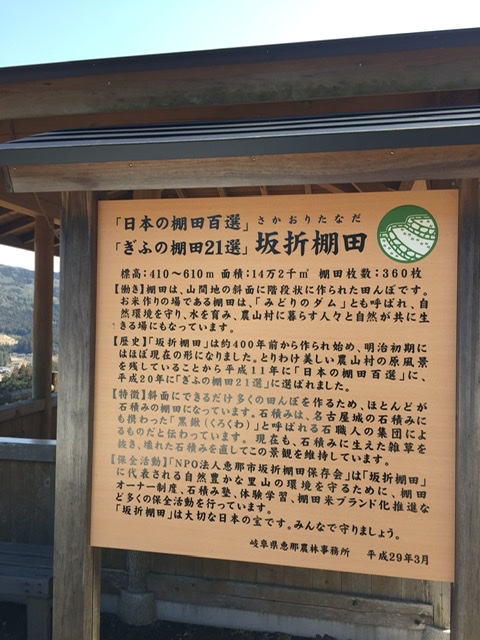 「日本の棚田百選」 さかおりたなだ
「ぎふの棚田21選」 坂折棚田
標高:410〜610m 面積:14万2千㎡ 棚田枚数:360枚
【働き】棚田は、山間地の斜面に階段状に作られた田んぼです。
お米作りの場である棚田は、「みどりのダム」とも呼ばれ、自
然環境を守り、水を育み、農山村に暮らす人々と自然が共に生
きる場にもなっています。
【歴史】「坂折棚田」は約400年前から作られ始め、明治初期に
はほぼ現在の形になりました。とりわけ美しい農山村の原風景
を残していることから平成11年に「日本の棚田百選」に、
平成20年に「ぎふの棚田21選」に選ばれました。
【特徴】斜面にできるだけ多くの田んぼを作るため、ほとんどが
石積みの棚田になっています。石積みは、名古屋城の石積みに
も携わった「黒鍬(くろくわ)」と呼ばれる石職人の集団によ
るものだと伝わっています。現在も、石積みに生えた雑草を
抜き、壊れた石積みを直してこの景観を維持しています。
【保全活動】「NPO法人恵那市坂折棚田保存会」は「坂折棚田」
に代表される自然豊かな里山の環境を守るために、棚田
オーナー制度、石積み塾、体験学習、棚田米ブランド化推進な
ど多くの保全活動を行っています。
「坂折棚田」は大切な日本の宝です。みんなで守りましょう。
岐阜県恵那農林事務所 平成29年3月